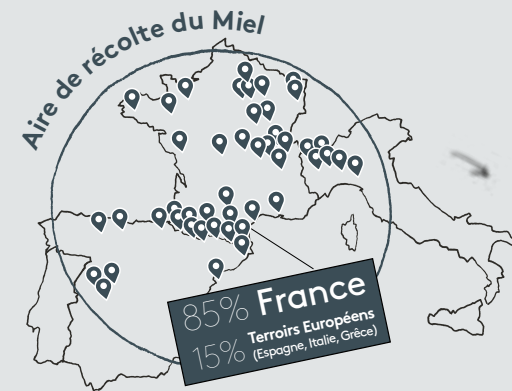 Aire de récolte du Miel
85% France
15% Terroirs Européens
(Espagne, Italie, Grèce)